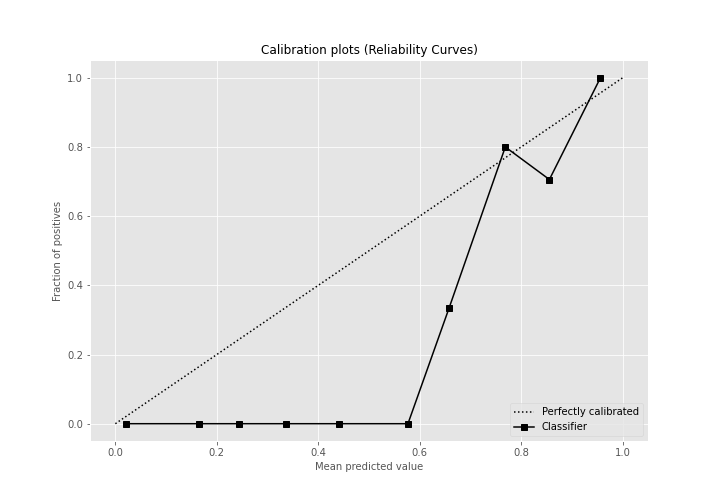 Calibration plots (Reliability Curves)
1.0
0.8
0.6
0.4
0.2
0.0
Fraction of positives
0.0 0.2 0.4 0.6 0.8 1.0
Mean predicted value
Perfectly calibrated
Classifier